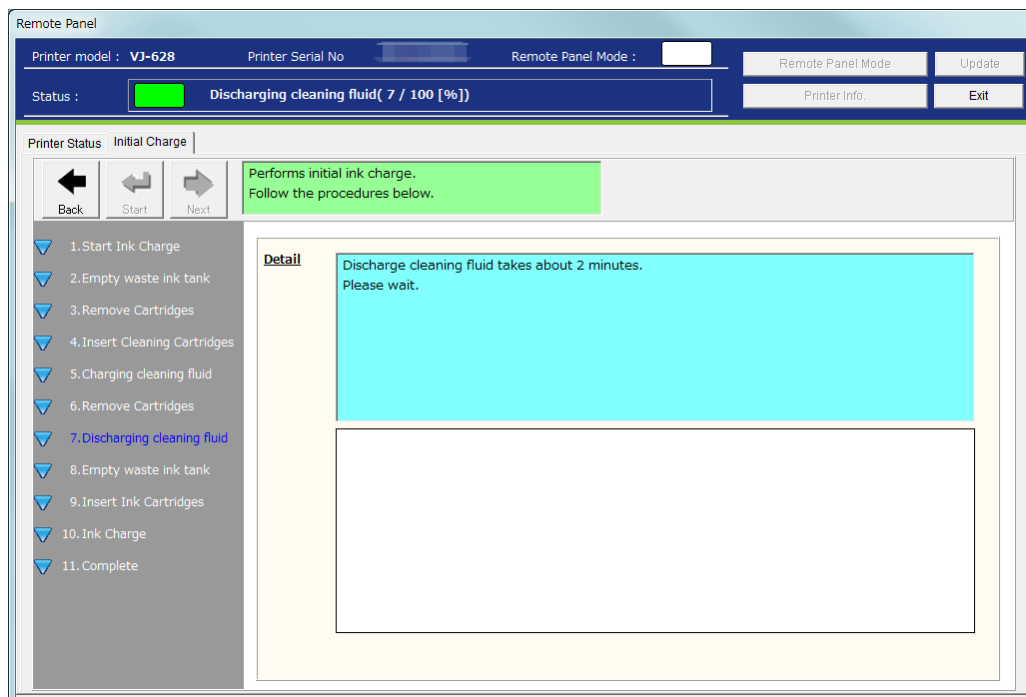 Remote Panel
Printer model : VJ-628 Printer Serial No Remote Panel Mode :
Remote Panel Mode Update
Status : Discharging cleaning fluid( 7 / 100 [%])
Printer Info. Exit
Printer Status Initial Charge
Back Start Next
Performs initial ink charge.
Follow the procedures below.
1.Start Ink Charge
2.Empty waste ink tank
3.Remove Cartridges
4.Insert Cleaning Cartridges
5.Charging cleaning fluid
6.Remove Cartridges
7.Discharging cleaning fluid
8.Empty waste ink tank
9.Insert Ink Cartridges
10.Ink Charge
11.Complete
Detail
Discharge cleaning fluid takes about 2 minutes.
Please wait.